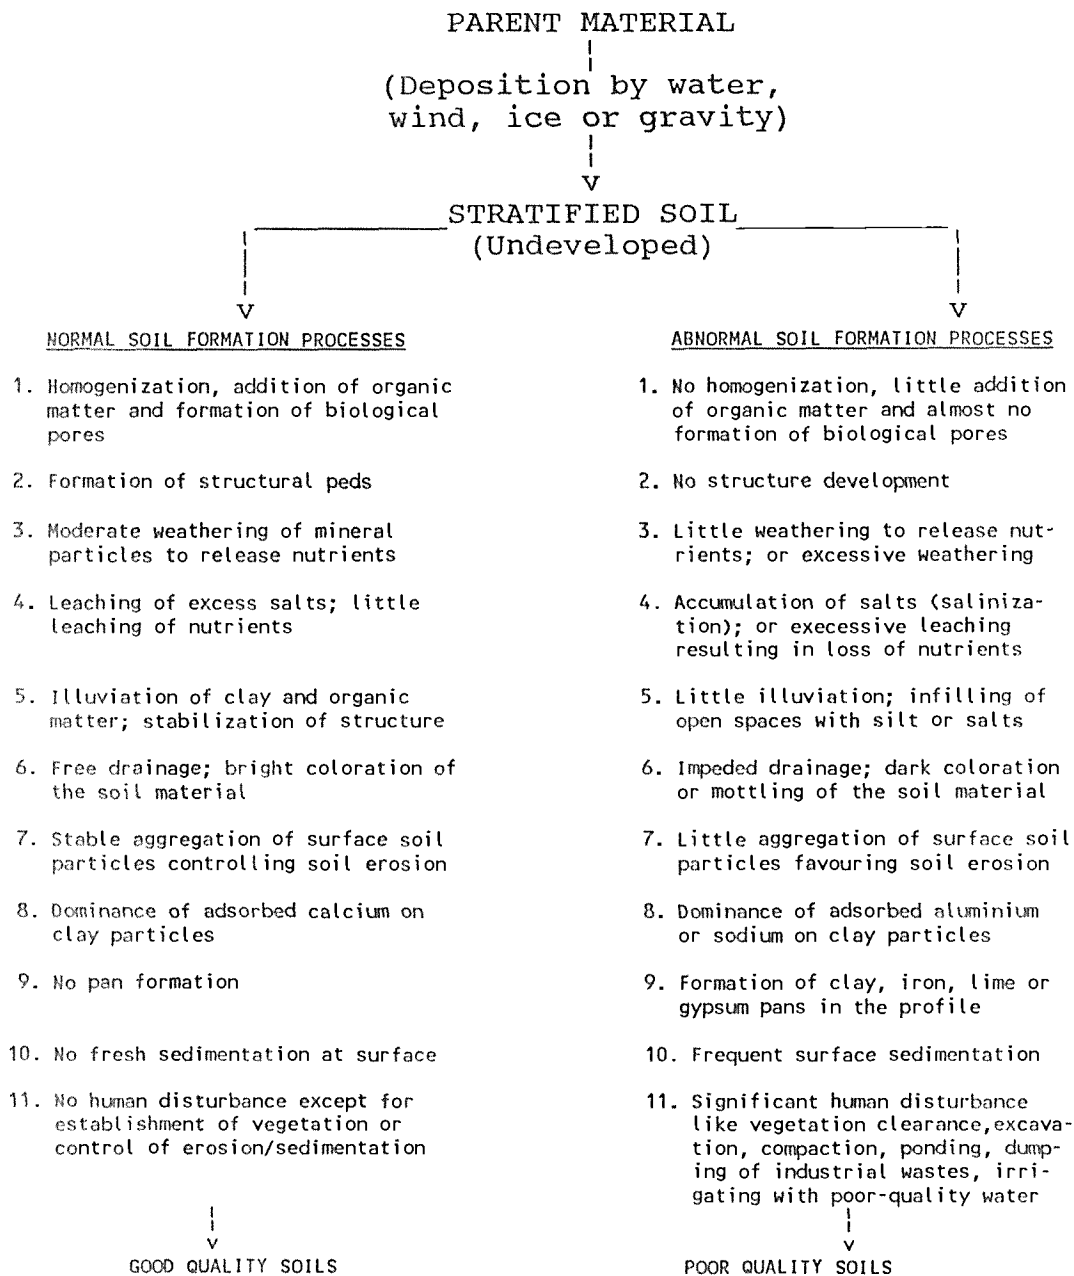 PARENT MATERIAL
(Deposition by water,
wind, ice or gravity)
V
STRATIFIED SOIL
(Undeveloped)
V
NORMAL SOIL FORMATION PROCESSES
1. Homogenization, addition of organic
matter and formation of biological
pores
2. Formation of structural peds
3. Moderate weathering of mineral
particles to release nutrients
4. Leaching of excess salts; little
leaching of nutrients
5. Illuviation of clay and organic
matter; stabilization of structure
6. Free drainage; bright coloration of
the soil material
7. Stable aggregation of surface soil
particles controlling soil erosion
8. Dominance of adsorbed calcium on
clay particles
9. No pan formation
10. No fresh sedimentation at surface
11. No human disturbance except for
establishment of vegetation or
control of erosion/sedimentation
V
GOOD QUALITY SOILS
V
ABNORMAL SOIL FORMATION PROCESSES
1. No homogenization, little addition
of organic matter and almost no
formation of biological pores
2. No structure development
3. Little weathering to release nut-
rients; or excessive weathering
4. Accumulation of salts (saliniza-
tion); or execessive leaching
resulting in loss of nutrients
5. Little illuviation; infilling of
open spaces with silt or salts
6. Impeded drainage; dark coloration
or mottling of the soil material
7. Little aggregation of surface soil
particles favouring soil erosion
8. Dominance of adsorbed aluminium
or sodium on clay particles
9. Formation of clay, iron, lime or
gypsum pans in the profile
10. Frequent surface sedimentation
11. Significant human disturbance
like vegetation clearance,excava-
tion, compaction, ponding, dump-
ing of industrial wastes, irri-
gating with poor-quality water
V
POOR QUALITY SOILS